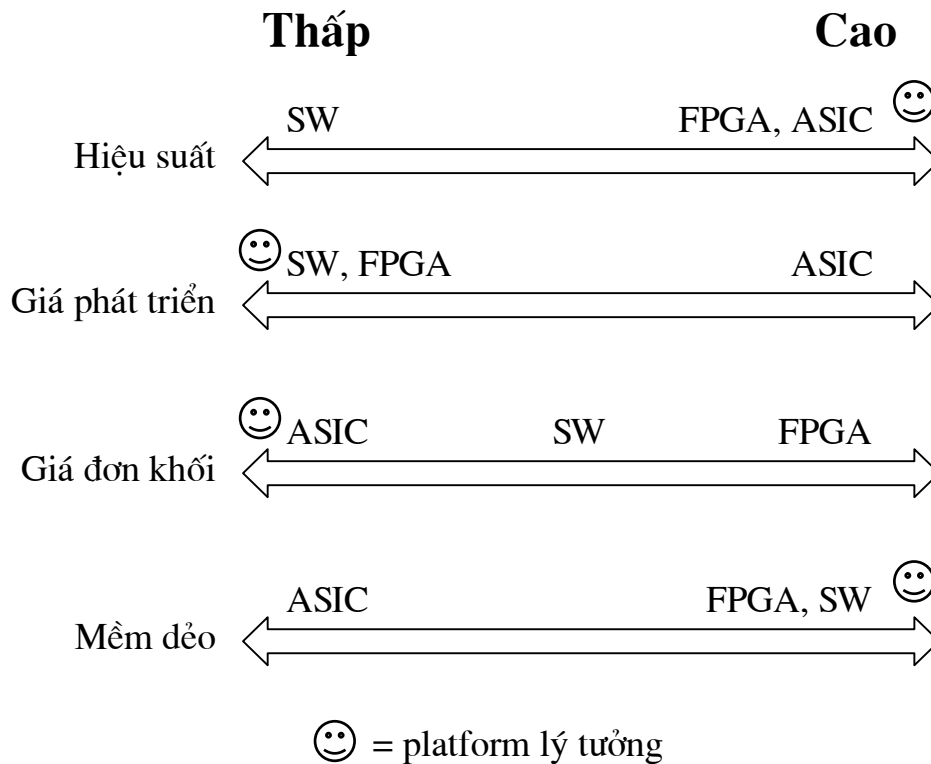 Thấp Cao
SW FPGA, ASIC
Hiệu suất
SW, FPGA ASIC
Giá phát triển
ASIC SW FPGA
Giá đơn khối
ASIC FPGA, SW
Mềm dẻo
= platform lý tưởng